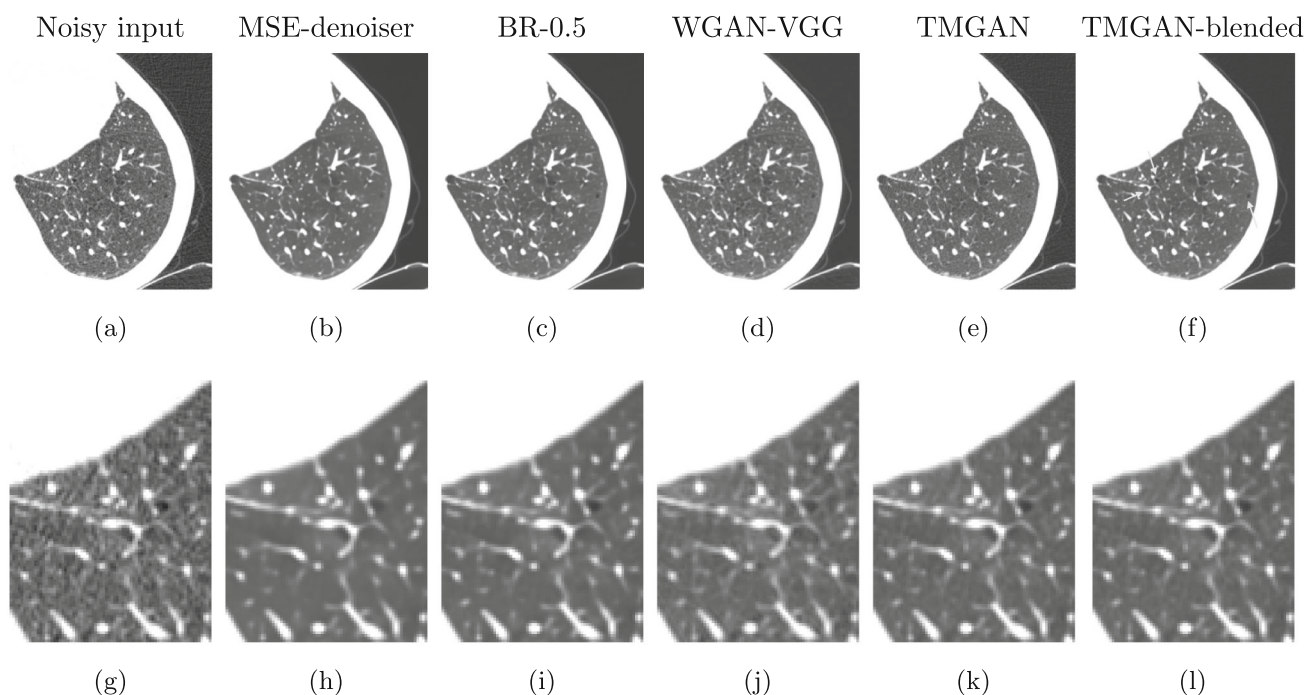 Noisy input MSE-denoiser BR-0.5 WGAN-VGG TMGAN TMGAN-blended
(a) (b) (c) (d) (e) (f)
(g) (h) (i) (j) (k) (l)